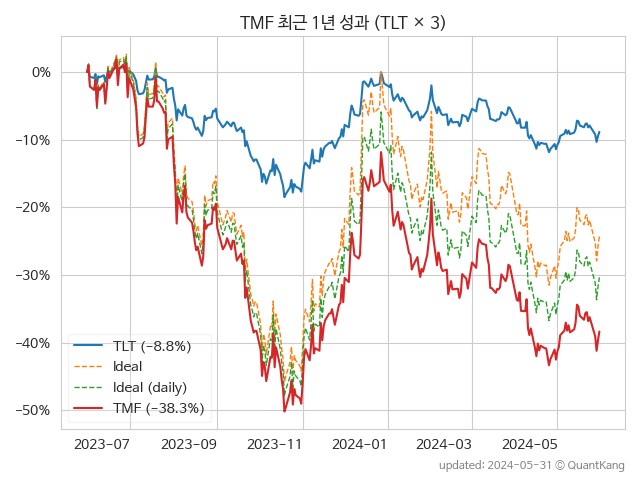 TMF 최근 1년 성과 (TLT × 3)
0%
−10%
−20%
−30%
−40%
−50%
TLT (−8.8%)
Ideal
Ideal (daily)
TMF (−38.3%)
2023-07
2023-09
2023-11
2024-01
2024-03
2024-05
updated: 2024-05-31 ⓒ QuantKang